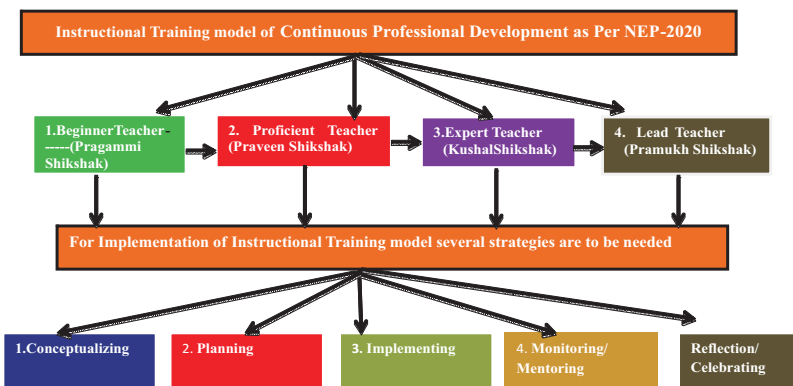 Instructional Training model of Continuous Professional Development as Per NEP-2020
1.BeginnerTeacher-
-----(Pragammi
Shikshak)
2. Proficient Teacher
(Praveen Shikshak)
3.Expert Teacher
(KushalShikshak)
4. Lead Teacher
(Pramukh Shikshak)
For Implementation of Instructional Training model several strategies are to be needed
1.Conceptualizing
2. Planning
3. Implementing
4. Monitoring/
Mentoring
Reflection/
Celebrating